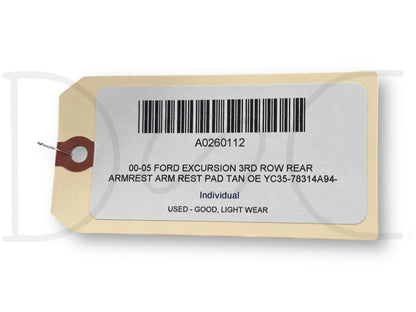 A0260112
00-05 FORD EXCURSION 3RD ROW REAR
ARMREST ARM REST PAD TAN OE YC35-78314A94-
Individual
USED - GOOD, LIGHT WEAR